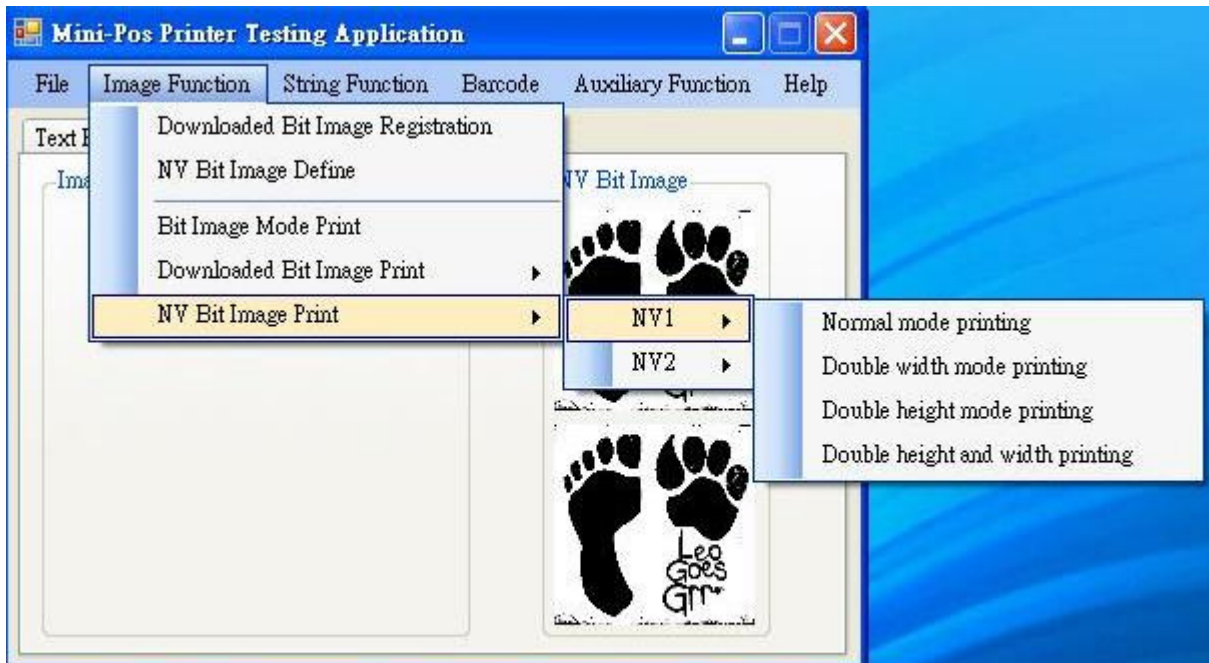 Mini-Pos Printer Testing Application
File Image Function String Function Barcode Auxiliary Function Help
Downloaded Bit Image Registration
NV Bit Image Define
Bit Image Mode Print
Downloaded Bit Image Print
NV Bit Image Print
Text
NV Bit Image
NV1
NV2
Normal mode printing
Double width mode printing
Double height mode printing
Double height and width printing
Leo
Goes
Grr